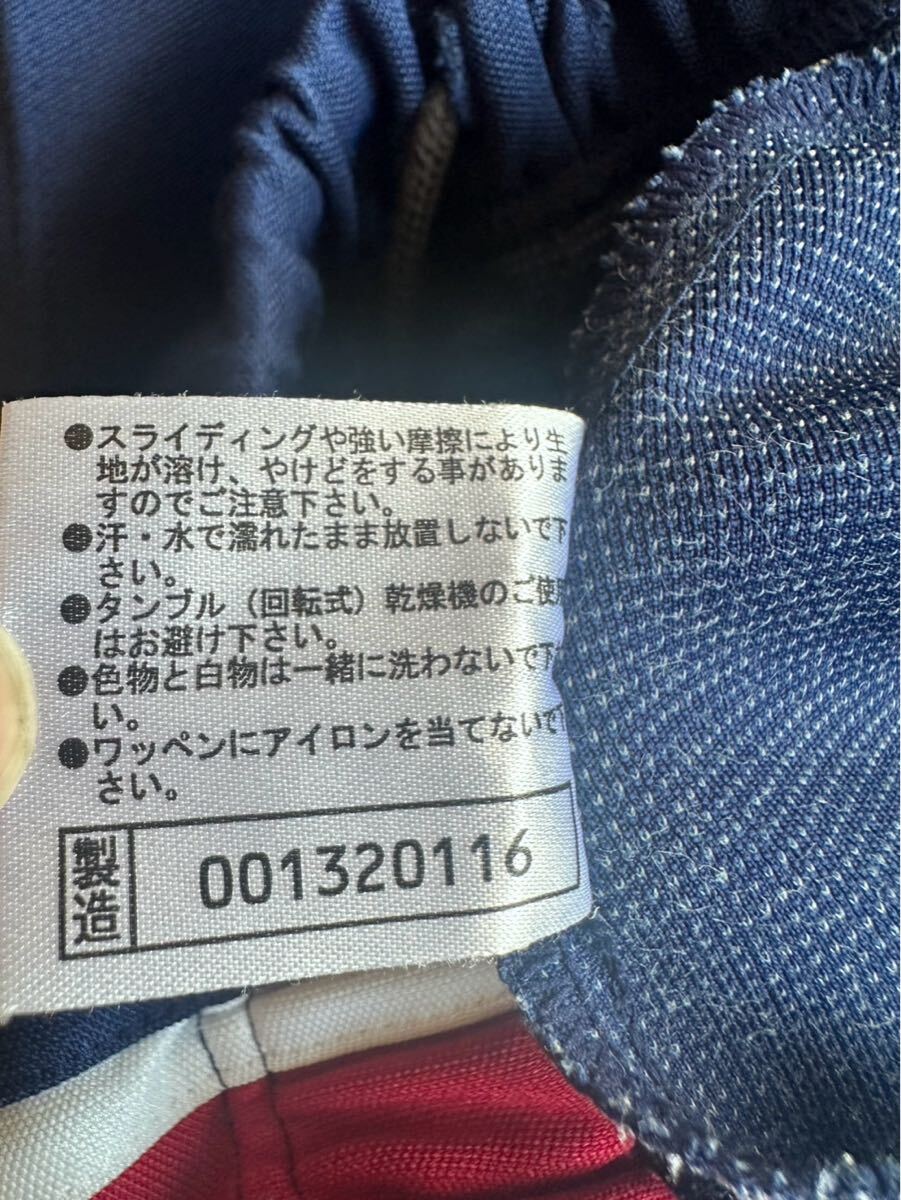 ●スライディングや強い摩擦により生
地が溶け、やけどをする事がありま
すのでご注意下さい。
●汗・水で濡れたまま放置しないで下
さい。
●タンブル（回転式）乾燥機のご使用
はお避け下さい。
●色物と白物は一緒に洗わないで下
い。
●ワッペンにアイロンを当てないで下
さい。
製造 001320116